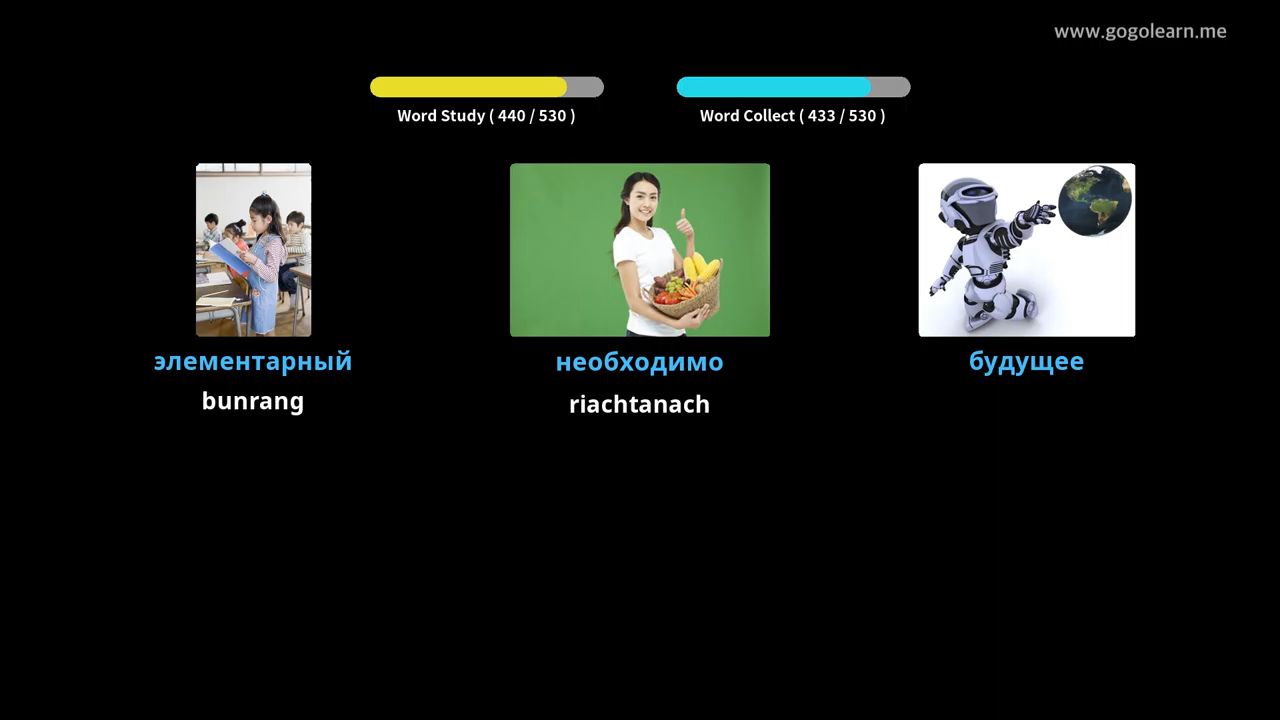 www.gogolearn.me
Word Study ( 440 / 530 )
Word Collect ( 433 / 530 )
элементарный
необходимо
будущее
bunrang
riachtanach